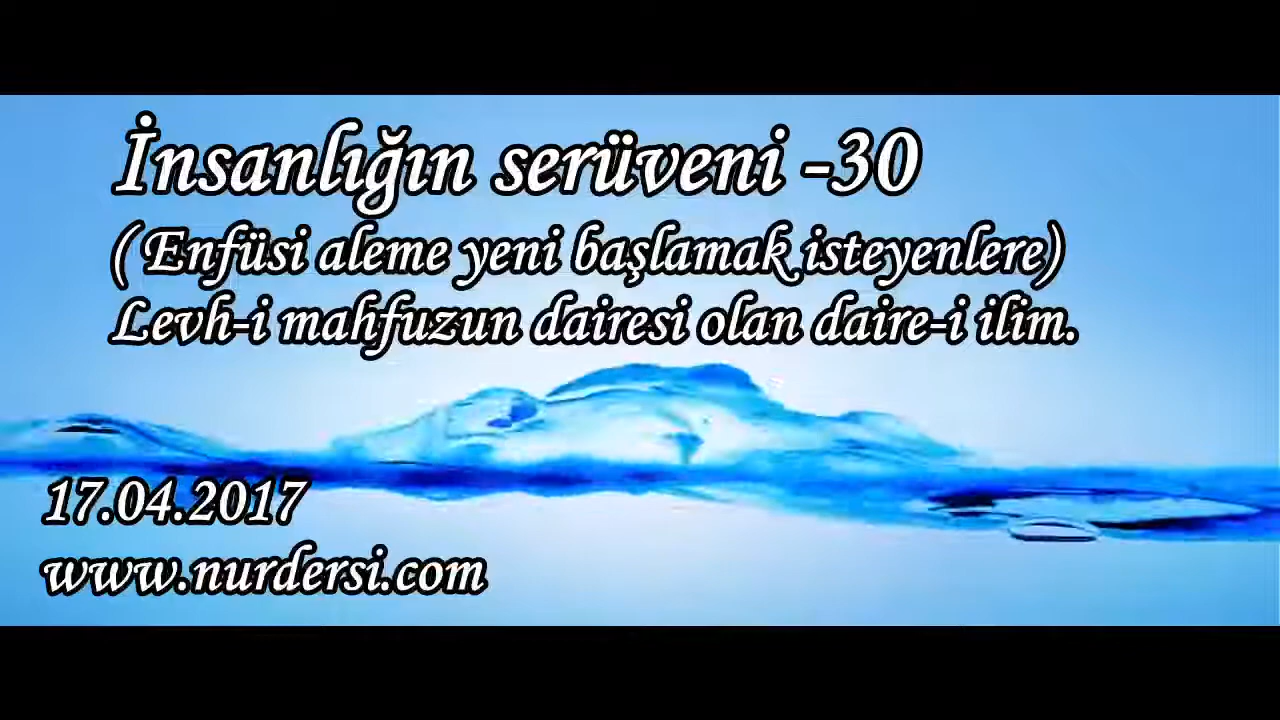 İnsanlığın serüveni -30
( Enfüsi aleme yeni başlamak isteyenlere)
Levh-i mahfuzun dairesi olan daire-i ilim.
17.04.2017
www.nurdersi.com